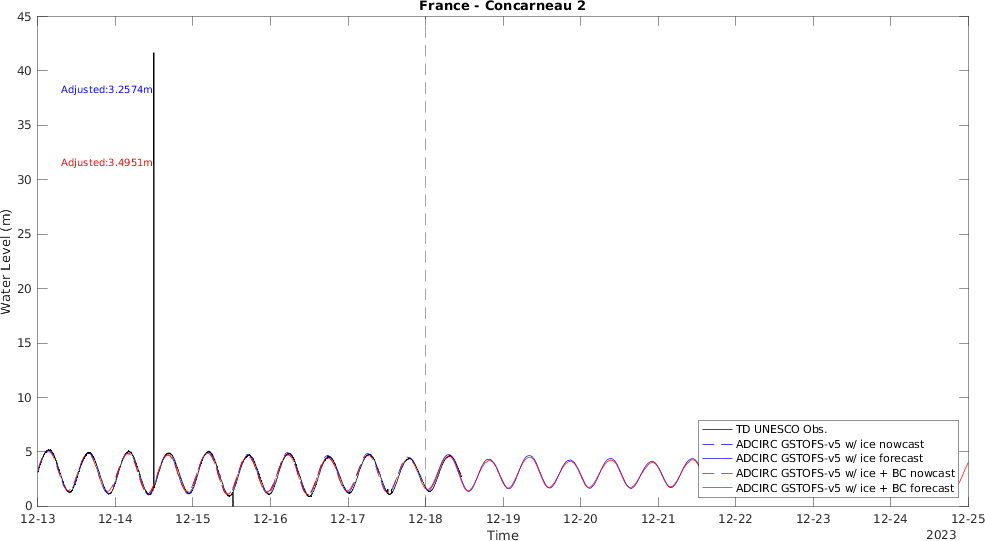 France - Concarneau 2
Water Level (m)
45
40
35
30
25
20
15
10
5
0
Adjusted:3.2574m
Adjusted:3.4951m
TD UNESCO Obs.
ADCIRC GSTOFS-v5 w/ ice nowcast
ADCIRC GSTOFS-v5 w/ ice forecast
ADCIRC GSTOFS-v5 w/ ice + BC nowcast
ADCIRC GSTOFS-v5 w/ ice + BC forecast
12-13 12-14 12-15 12-16 12-17 12-18 12-19 12-20 12-21 12-22 12-23 12-24 12-25
Time
2023